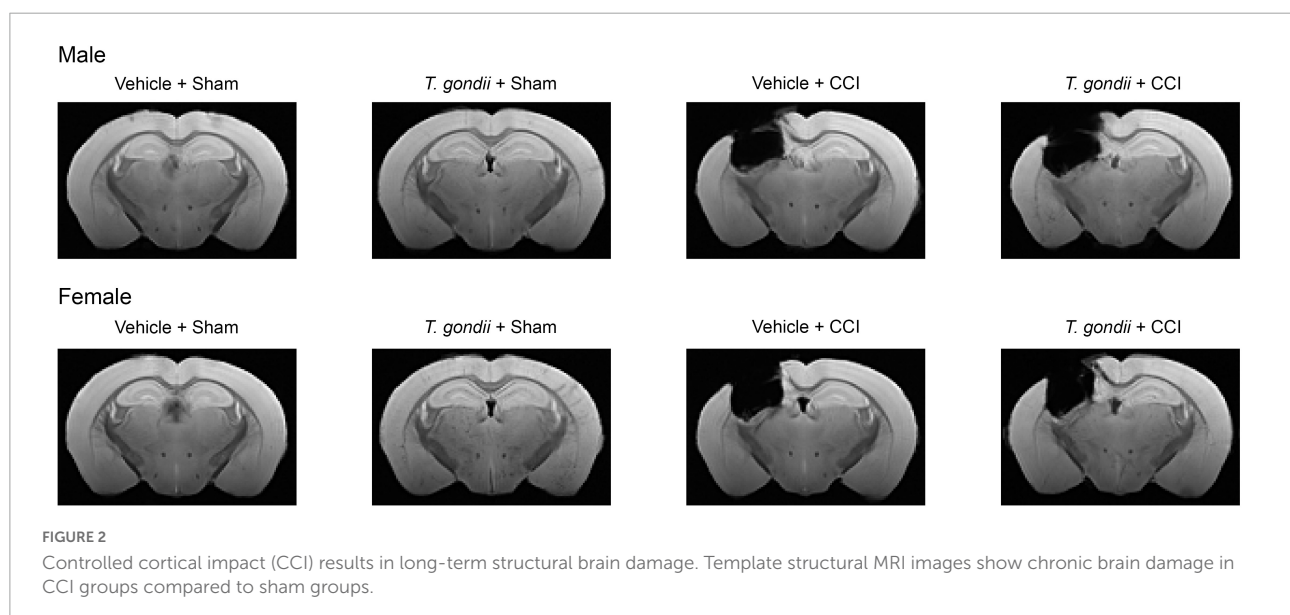 Male
Vehicle + Sham
T. gondii + Sham
Vehicle + CCI
T. gondii + CCI
Female
Vehicle + Sham
T. gondii + Sham
Vehicle + CCI
T. gondii + CCI
FIGURE 2
Controlled cortical impact (CCI) results in long-term structural brain damage. Template structural MRI images show chronic brain damage in
CCI groups compared to sham groups.